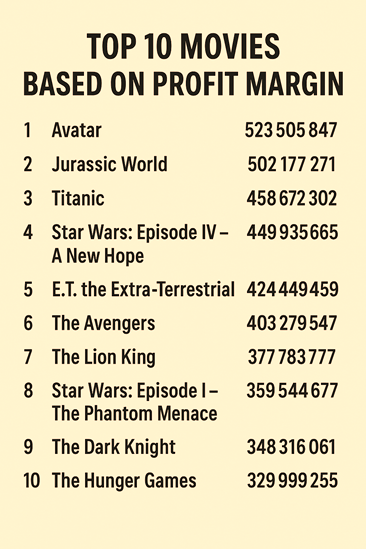 TOP 10 MOVIES
BASED ON PROFIT MARGIN
1 Avatar 523 505 847
2 Jurassic World 502 177 271
3 Titanic 458 672 302
4 Star Wars: Episode IV – 449 935 665
A New Hope
5 E.T. the Extra-Terrestrial 424 449 459
6 The Avengers 403 279 547
7 The Lion King 377 783 777
8 Star Wars: Episode I – 359 544 677
The Phantom Menace
9 The Dark Knight 348 316 061
10 The Hunger Games 329 999 255